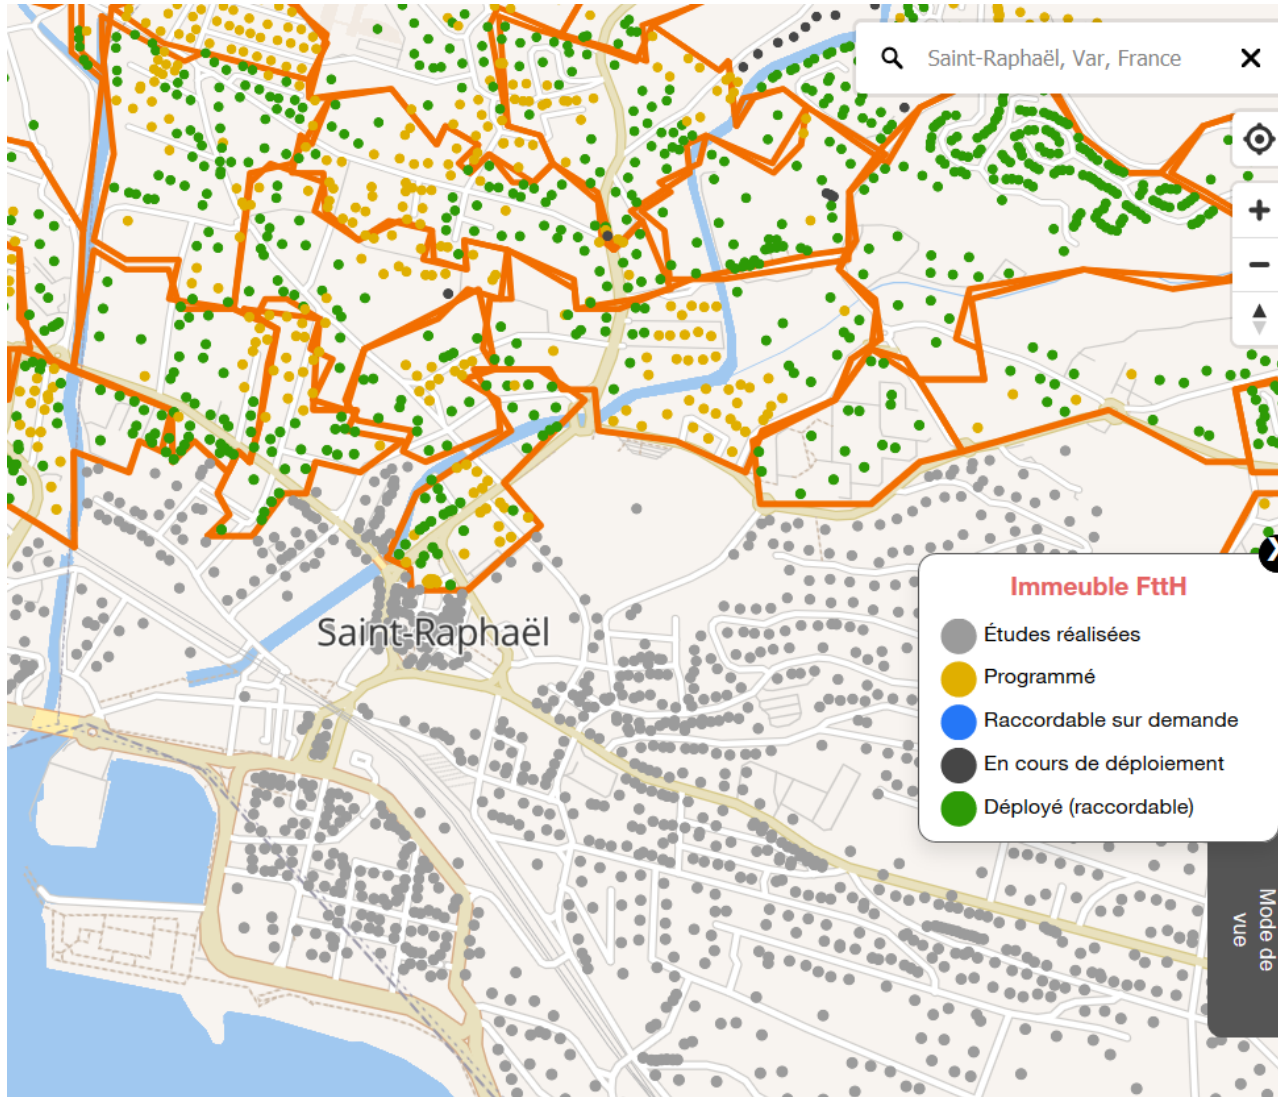 Saint-Raphaël, Var, France
Saint-Raphaël
Immeuble FttH
Études réalisées
Programmé
Raccordable sur demande
En cours de déploiement
Déployé (raccordable)
Mode de
vue